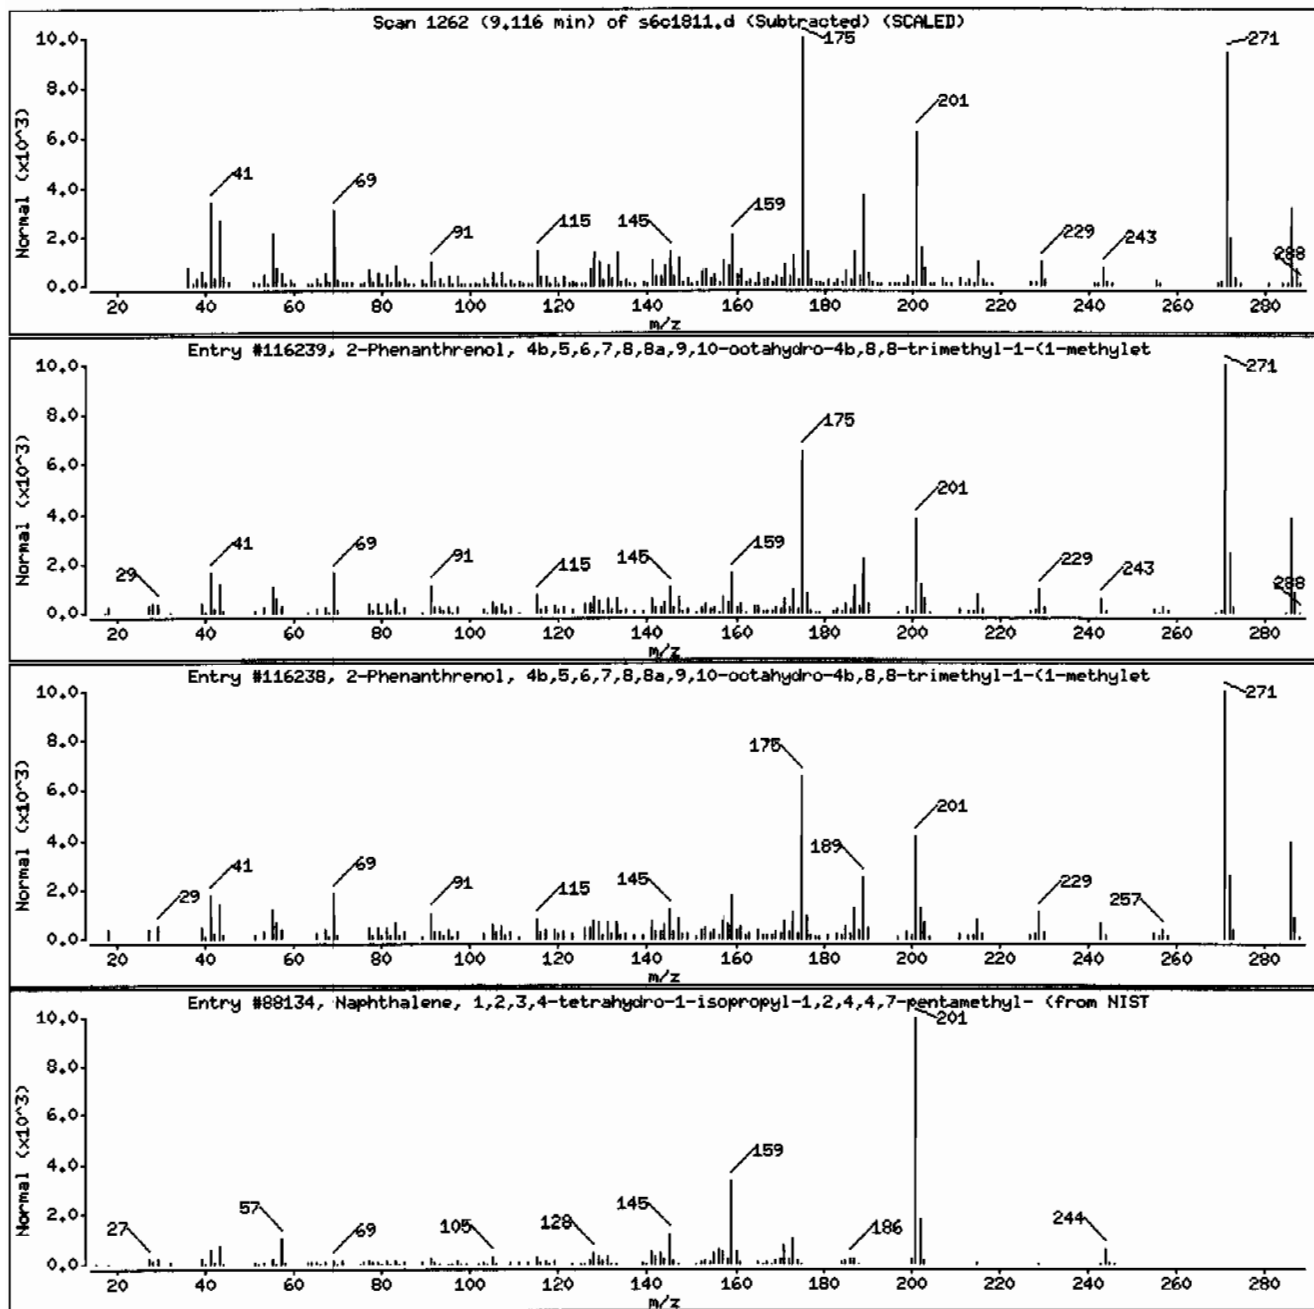 Scan 1262 (9.116 min) of s6c1811.d (Subtracted) (SCALED)
Normal (x10^3)
10.0
8.0
6.0
4.0
2.0
0.0
41 69 91 115 145 159 175 201 229 243 271 288
20 40 60 80 100 120 140 160 180 200 220 240 260 280
m/z
Entry #116239, 2-Phenanthrenol, 4b,5,6,7,8,8a,9,10-ootahydro-4b,8,8-trimethyl-1-(1-methylet
Normal (x10^3)
10.0
8.0
6.0
4.0
2.0
0.0
29 41 69 91 115 145 159 175 201 229 243 271 288
20 40 60 80 100 120 140 160 180 200 220 240 260 280
m/z
Entry #116238, 2-Phenanthrenol, 4b,5,6,7,8,8a,9,10-ootahydro-4b,8,8-trimethyl-1-(1-methylet
Normal (x10^3)
10.0
8.0
6.0
4.0
2.0
0.0
29 41 69 91 115 145 175 189 201 229 257 271
20 40 60 80 100 120 140 160 180 200 220 240 260 280
m/z
Entry #88134, Naphthalene, 1,2,3,4-tetrahydro-1-isopropyl-1,2,4,4,7-pentamethyl- (from NIST
Normal (x10^3)
10.0
8.0
6.0
4.0
2.0
0.0
27 57 69 105 128 145 159 186 201 244
20 40 60 80 100 120 140 160 180 200 220 240 260 280
m/z